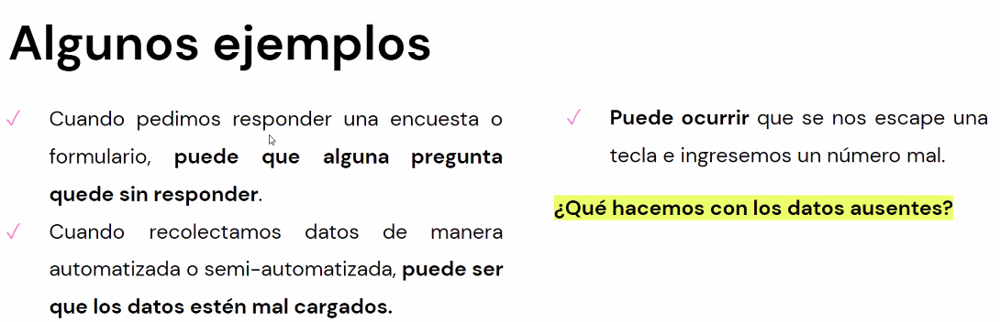 Algunos ejemplos
Cuando pedimos responder una encuesta o
formulario, puede que alguna pregunta
quede sin responder.
Cuando recolectamos datos de manera
automatizada o semi-automatizada, puede ser
que los datos estén mal cargados.
Puede ocurrir que se nos escape una
tecla e ingresemos un número mal.
¿Qué hacemos con los datos ausentes?